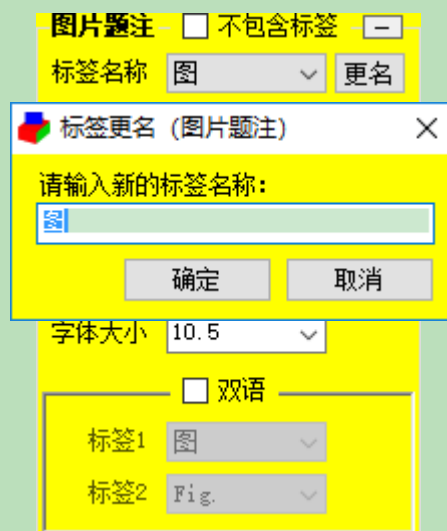 图片题注 不包含标签
标签名称 图 更名
标签更名 (图片题注)
请输入新的标签名称:
图
确定 取消
字体大小 10.5
双语
标签1 图
标签2 Fig.